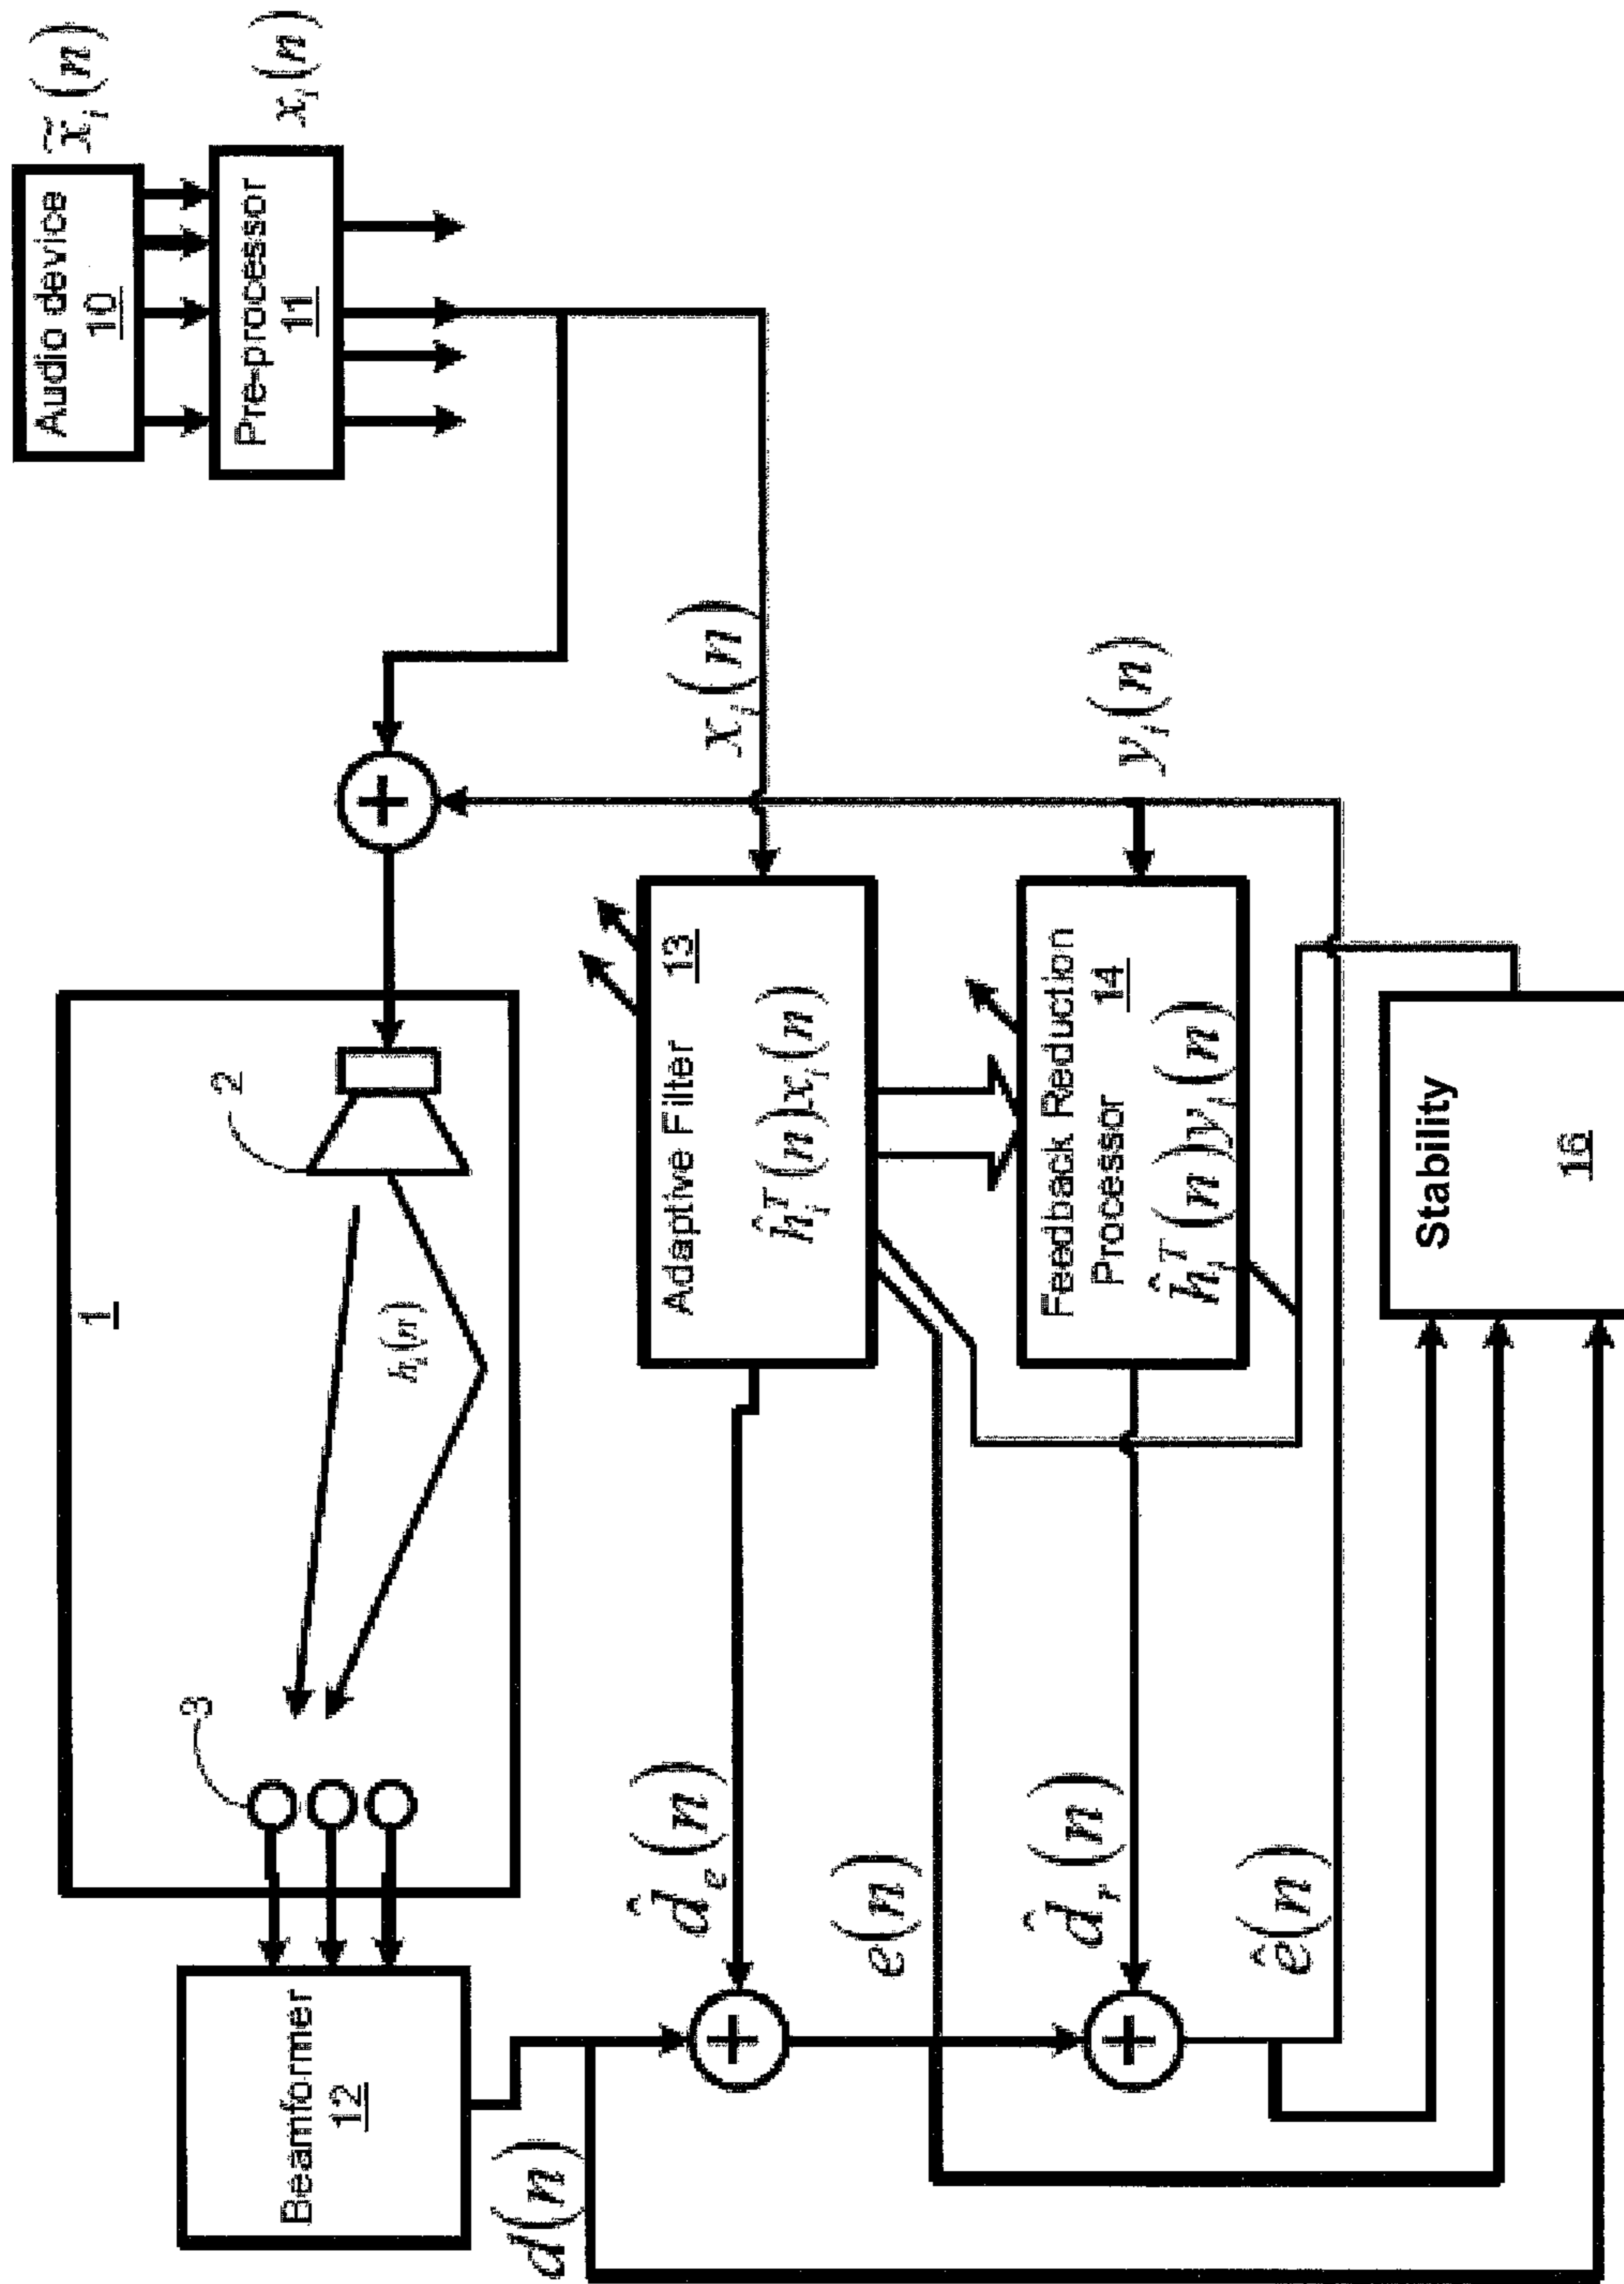 Beamformer
12
3
1
hᵢ(n)
2
Audio device
10
x̃ᵢ(n)
Pre-processor
11
xᵢ(n)
d(n)
d̂ₑ(n)
Adaptive Filter 13
ĥᵢᵀ(n)xᵢ(n)
xᵢ(n)
e(n)
d̂ᵣ(n)
Feedback Reduction
Processor 14
ĥᵢᵀ(n)yᵢ(n)
yᵢ(n)
ê(n)
Stability
16